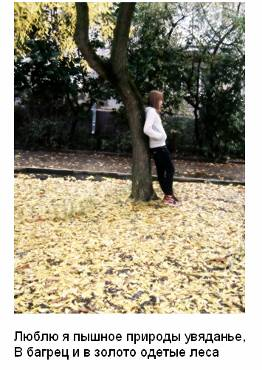 Люблю я пышное природы увяданье,
В багрец и в золото одетые леса